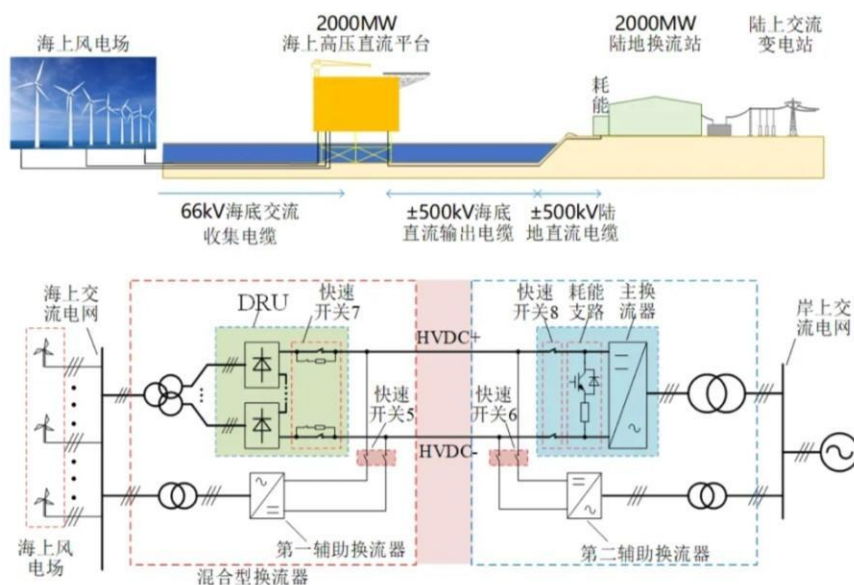 海上风电场
2000MW
海上高压直流平台
2000MW
陆地换流站
陆上交流
变电站
耗
能
66kV海底交流
收集电缆
±500kV海底
直流输出电缆
±500kV陆
地直流电缆
海上交
流电网
DRU
快速
开关7
HVDC+
快速
开关8
耗能
支路
主换
流器
岸上交
流电网
快速
开关5
快速
开关6
HVDC-
海上风
电场
第一辅助换流器
混合型换流器
第二辅助换流器